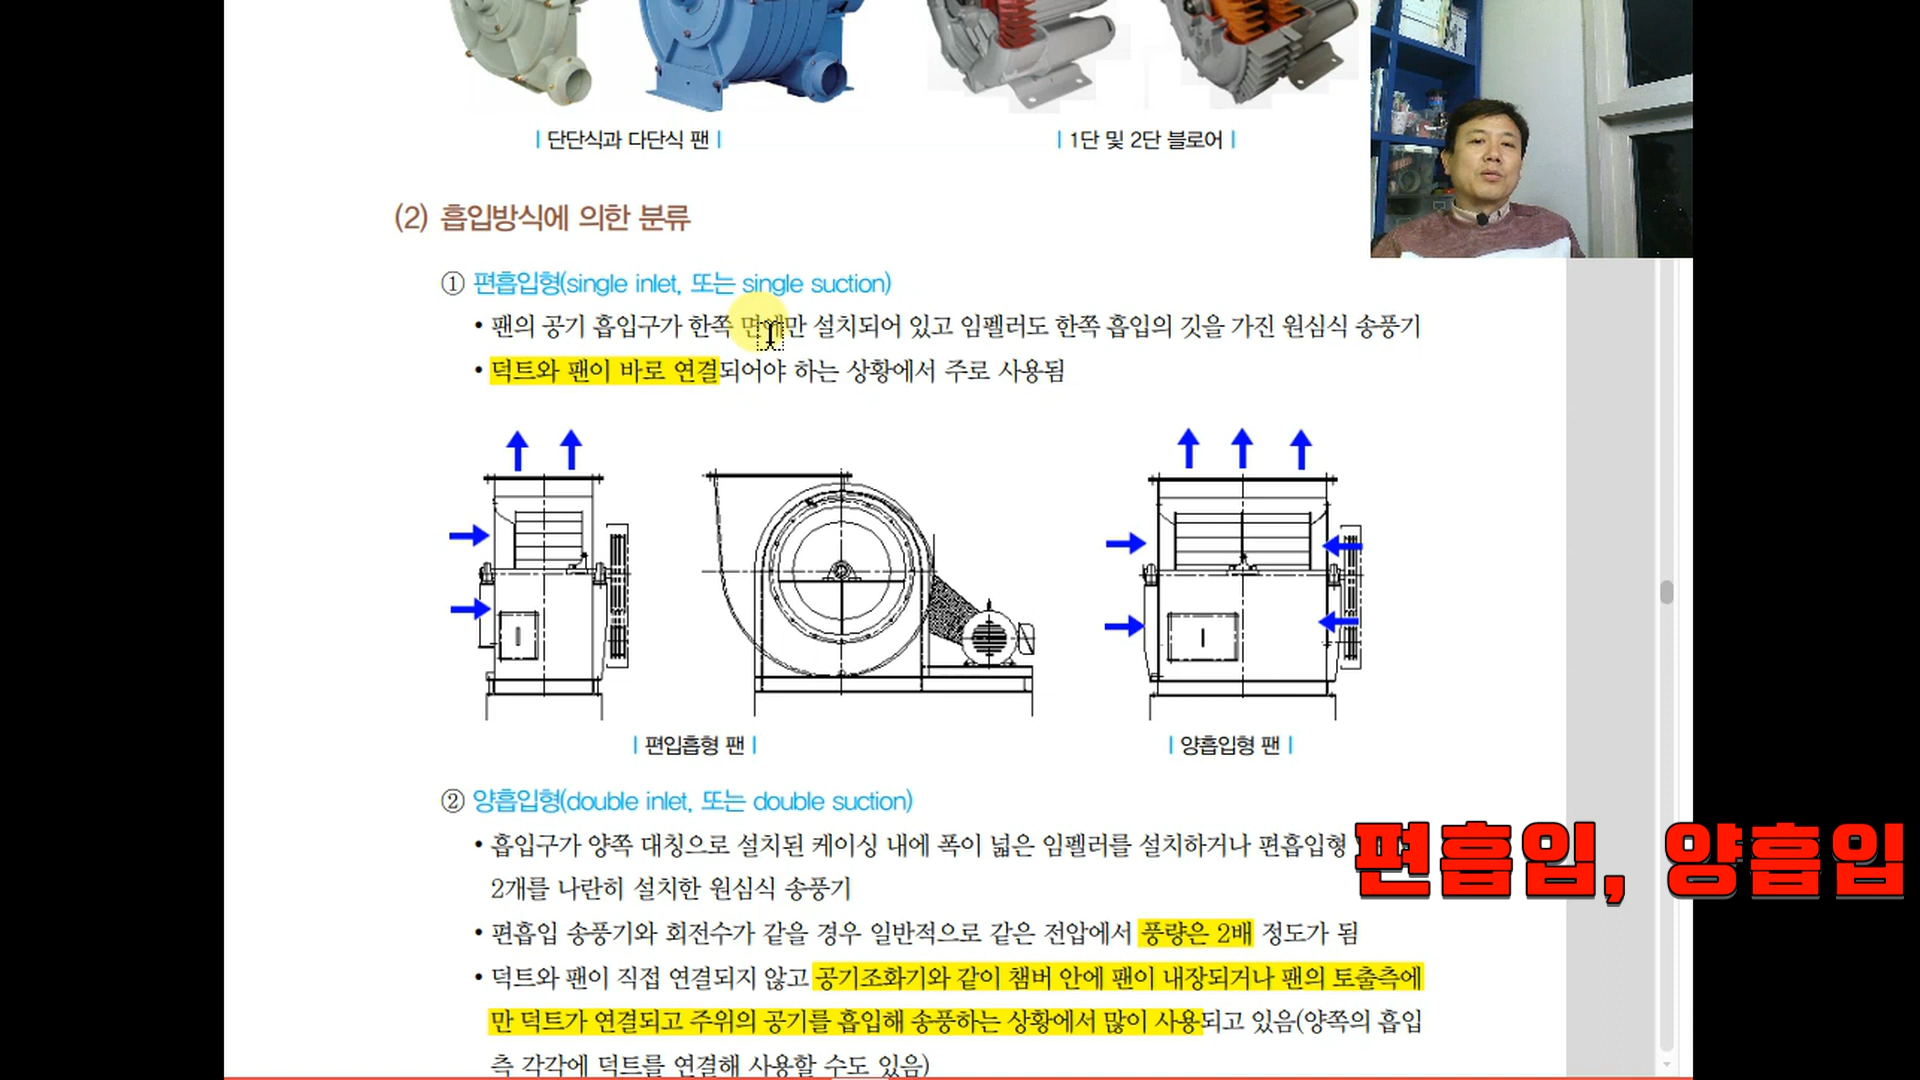 | 단단식과 다단식 팬 |
| 1단 및 2단 블로어 |
(2) 흡입방식에 의한 분류
① 편흡입형(single inlet, 또는 single suction)
• 팬의 공기 흡입구가 한쪽 면에만 설치되어 있고 임펠러도 한쪽 흡입의 깃을 가진 원심식 송풍기
• 덕트와 팬이 바로 연결되어야 하는 상황에서 주로 사용됨
| 편입흡형 팬 |
| 양흡입형 팬 |
② 양흡입형(double inlet, 또는 double suction)
• 흡입구가 양쪽 대칭으로 설치된 케이싱 내에 폭이 넓은 임펠러를 설치하거나 편흡입형
2개를 나란히 설치한 원심식 송풍기
편흡입, 양흡입
• 편흡입 송풍기와 회전수가 같을 경우 일반적으로 같은 전압에서 풍량은 2배 정도가 됨
• 덕트와 팬이 직접 연결되지 않고 공기조화기와 같이 챔버 안에 팬이 내장되거나 팬의 토출측에
만 덕트가 연결되고 주위의 공기를 흡입해 송풍하는 상황에서 많이 사용되고 있음(양쪽의 흡입
측 각각에 덕트를 연결해 사용할 수도 있음)